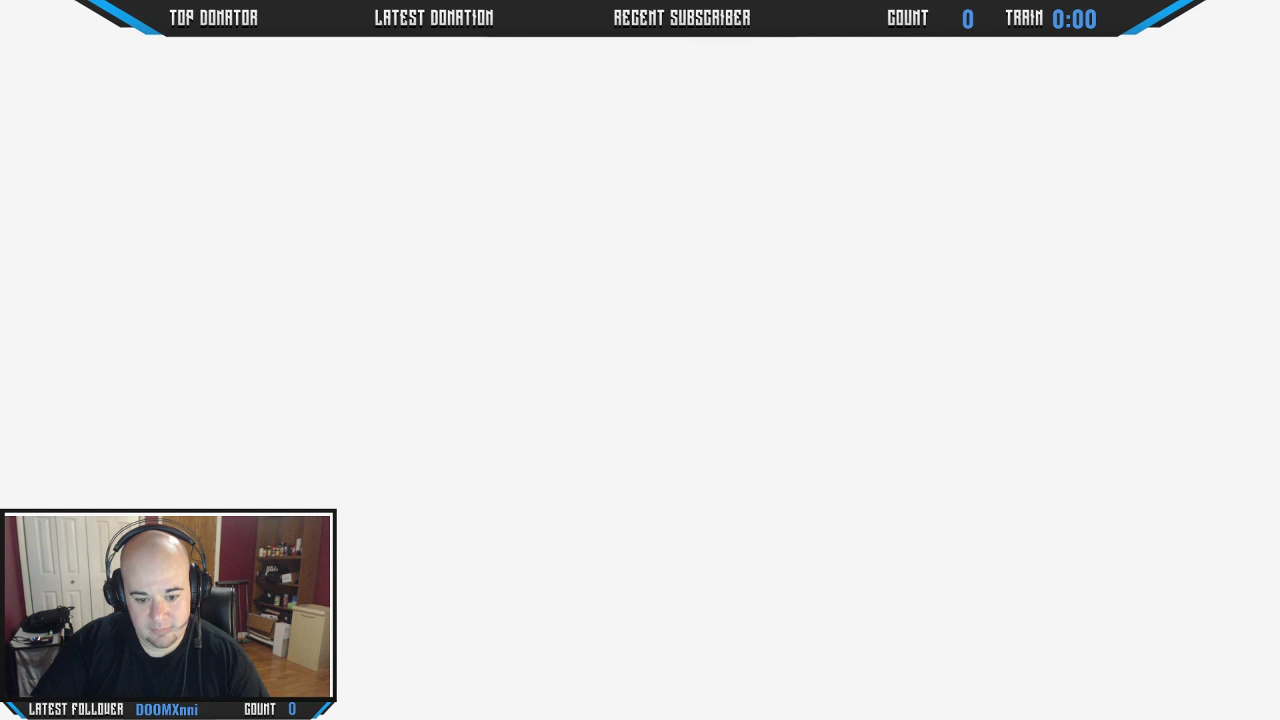 TOP DONATOR LATEST DONATION RECENT SUBSCRIBER COUNT 0 TRAIN 0:00
LATEST FOLLOWER DOOMXnni COUNT 0